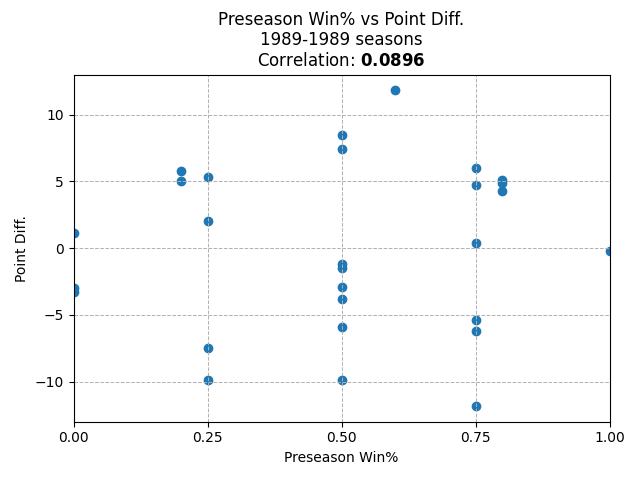 Preseason Win% vs Point Diff.
1989-1989 seasons
Correlation: 0.0896
Point Diff.
10
5
0
−5
−10
0.00 0.25 0.50 0.75 1.00
Preseason Win%